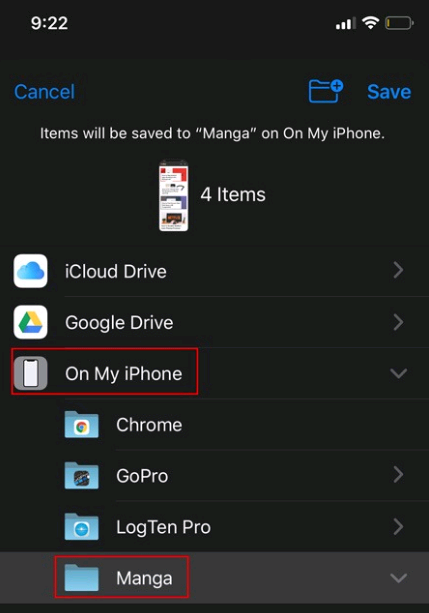 9:22
Cancel
Save
Items will be saved to “Manga” on On My iPhone.
4 Items
iCloud Drive
Google Drive
On My iPhone
Chrome
GoPro
LogTen Pro
Manga